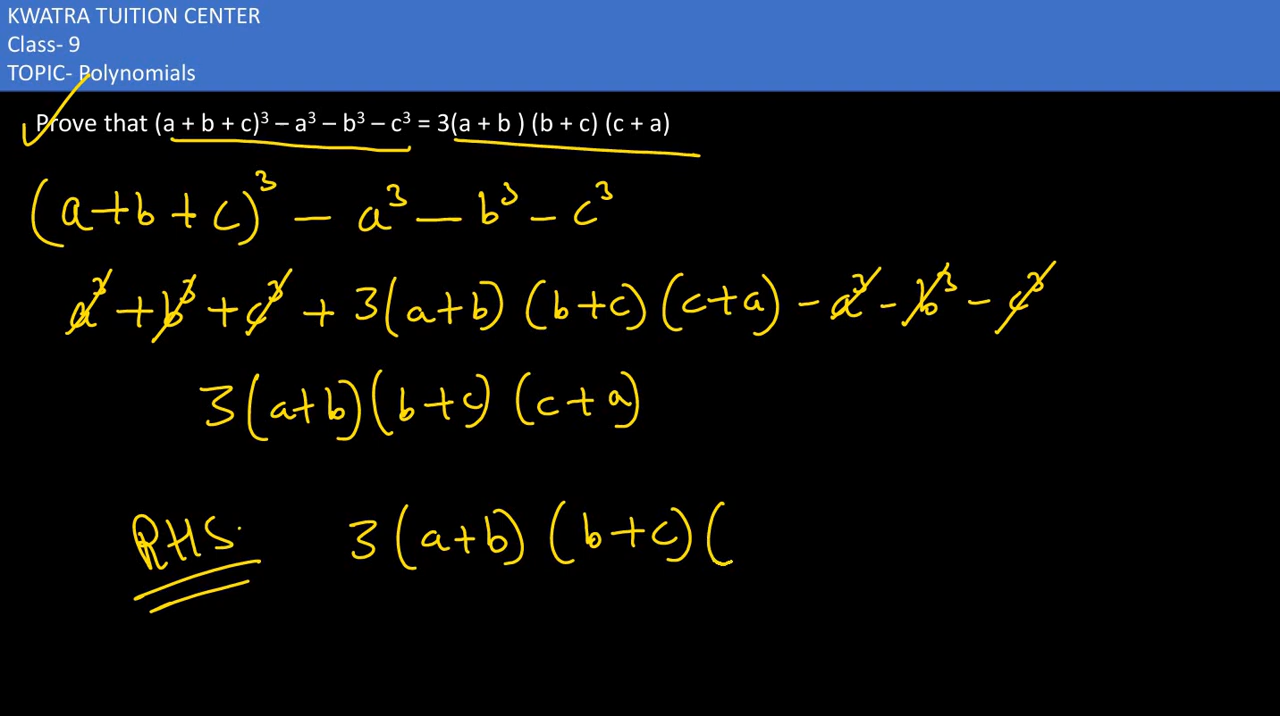 KWATRA TUITION CENTER
Class- 9
TOPIC- Polynomials
Prove that (a + b + c)³ – a³ – b³ – c³ = 3(a + b ) (b + c) (c + a)
(a+b+c)³ – a³ – b³ – c³
a³ + b³ + c³ + 3(a+b) (b+c) (c+a) – a³ – b³ – c³
3(a+b)(b+c) (c+a)
RHS. 3(a+b) (b+c) (